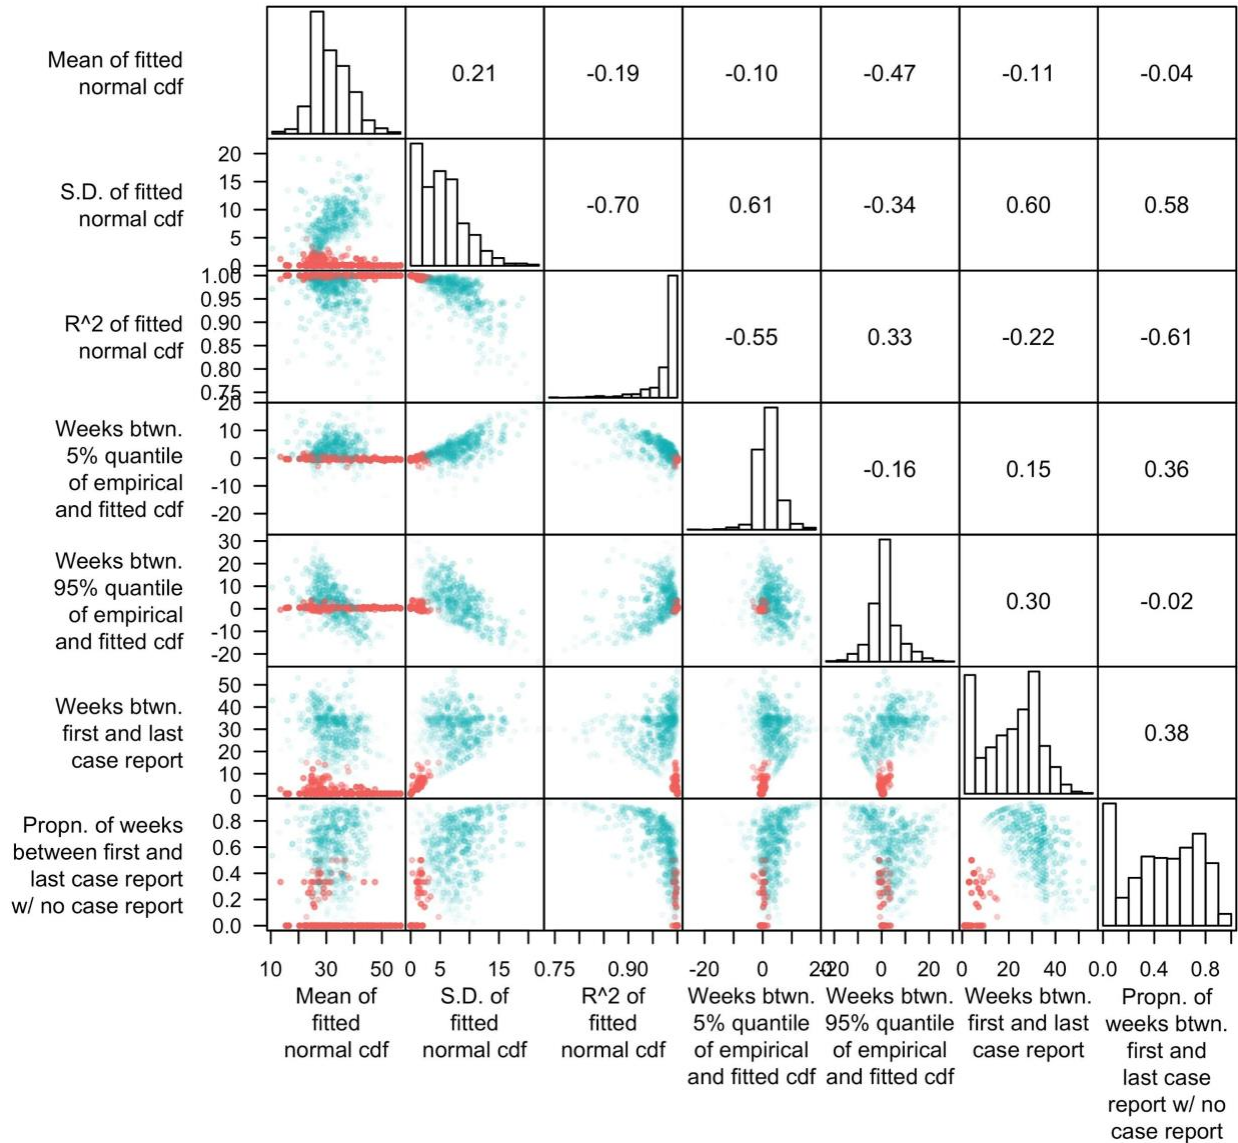 Mean of fitted
normal cdf
0.21
-0.19
-0.10
-0.47
-0.11
-0.04
S.D. of fitted
normal cdf
20
15
10
5
0
-0.70
0.61
-0.34
0.60
0.58
R^2 of fitted
normal cdf
1.00
0.95
0.90
0.85
0.80
0.75
-0.55
0.33
-0.22
-0.61
Weeks btwn.
5% quantile
of empirical
and fitted cdf
20
10
0
-10
-20
-0.16
0.15
0.36
Weeks btwn.
95% quantile
of empirical
and fitted cdf
30
20
10
0
-10
-20
0.30
-0.02
Weeks btwn.
first and last
case report
50
40
30
20
10
0
0.38
Propn. of weeks
between first and
last case report
w/ no case report
0.8
0.6
0.4
0.2
0.0
10 30 50
0 5 15
0.75 0.90
-20 0 20
-20 0 20
0 20 40
0.0 0.4 0.8
Mean of
fitted
normal cdf
S.D. of
fitted
normal cdf
R^2 of
fitted
normal cdf
Weeks btwn.
5% quantile
of empirical
and fitted cdf
Weeks btwn.
95% quantile
of empirical
and fitted cdf
Weeks btwn.
first and last
case report
Propn. of
weeks btwn.
first and
last case
report w/ no
case report